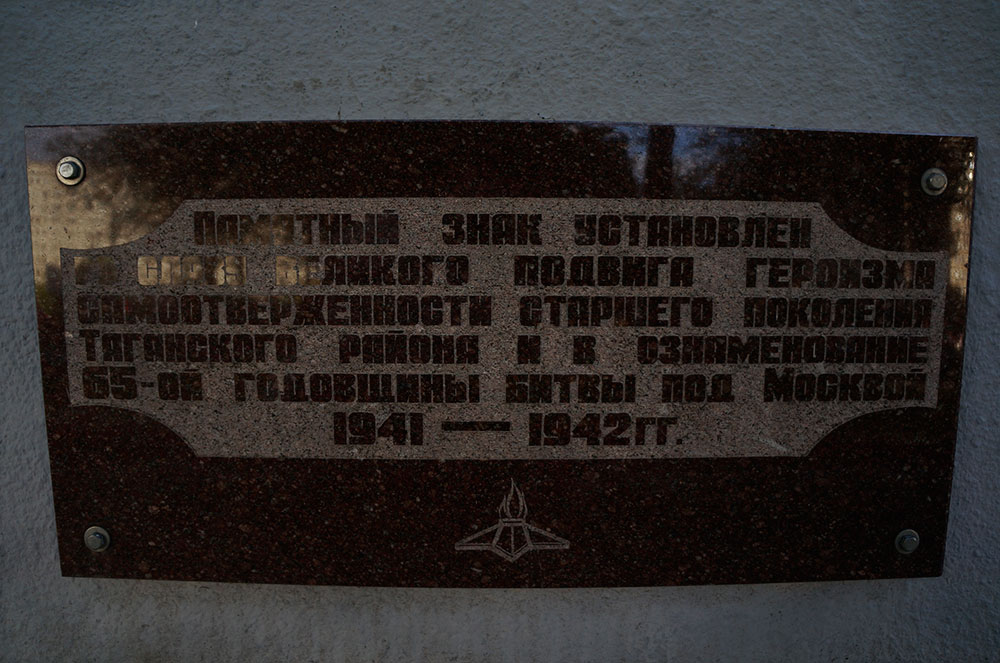 Памятный знак установлен
во славу великого подвига героизма
самоотверженности старшего поколения
Таганского района и в ознаменование
65-ой годовщины битвы под Москвой
1941 — 1942гг.